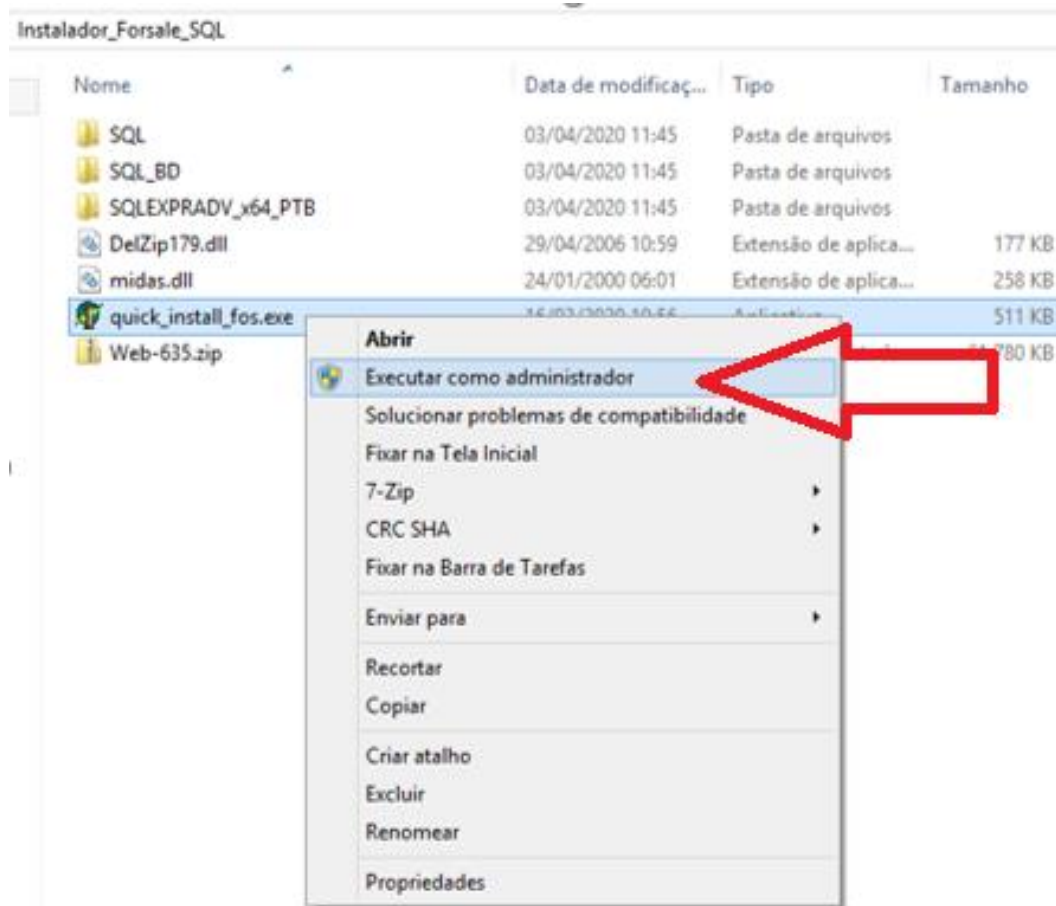 Instalador_Forsale_SQL
Nome Data de modificaç... Tipo Tamanho
SQL 03/04/2020 11:45 Pasta de arquivos
SQL_BD 03/04/2020 11:45 Pasta de arquivos
SQLEXPRADV_x64_PTB 03/04/2020 11:45 Pasta de arquivos
DelZip179.dll 29/04/2006 10:59 Extensão de aplica... 177 KB
midas.dll 24/01/2000 06:01 Extensão de aplica... 258 KB
quick_install_fos.exe 511 KB
Web-635.zip 780 KB
Abrir
Executar como administrador
Solucionar problemas de compatibilidade
Fixar na Tela Inicial
7-Zip
CRC SHA
Fixar na Barra de Tarefas
Enviar para
Recortar
Copiar
Criar atalho
Excluir
Renomear
Propriedades